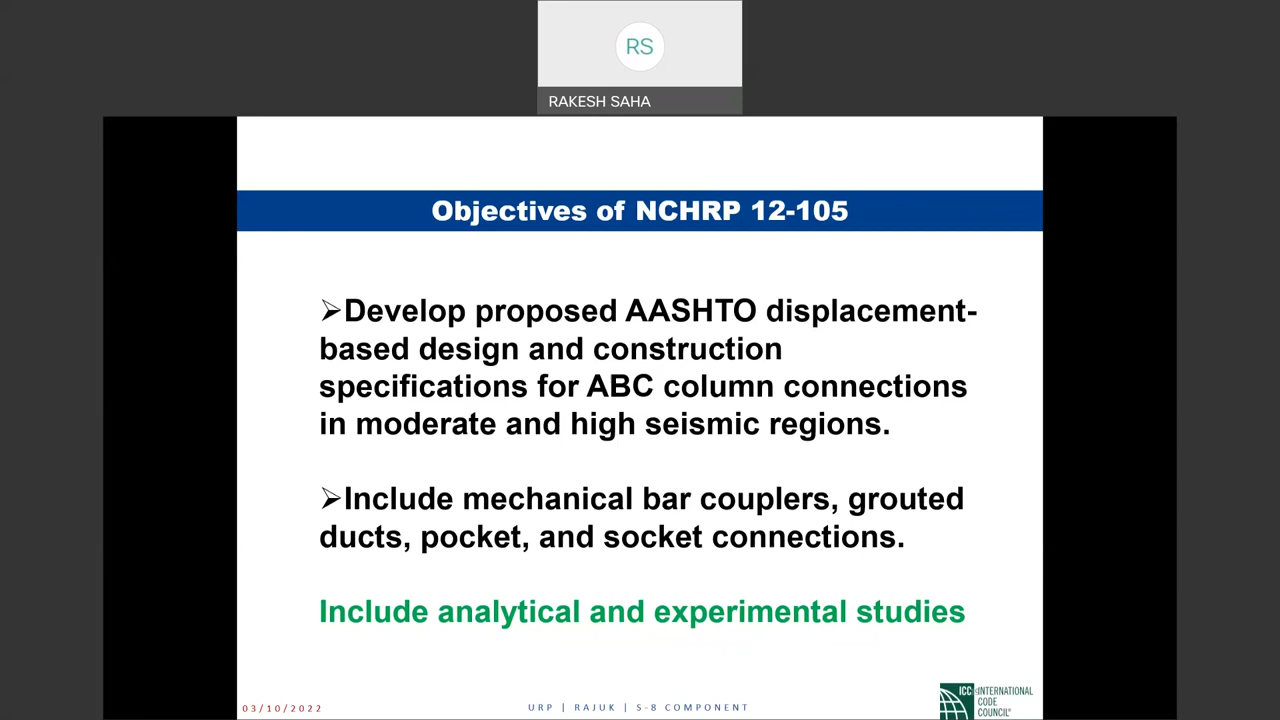 RS
RAKESH SAHA
Objectives of NCHRP 12-105
➢Develop proposed AASHTO displacement-
based design and construction
specifications for ABC column connections
in moderate and high seismic regions.
➢Include mechanical bar couplers, grouted
ducts, pocket, and socket connections.
Include analytical and experimental studies
03/10/2022
URP | RAJUK | S-8 COMPONENT
ICC INTERNATIONAL
CODE
COUNCIL®